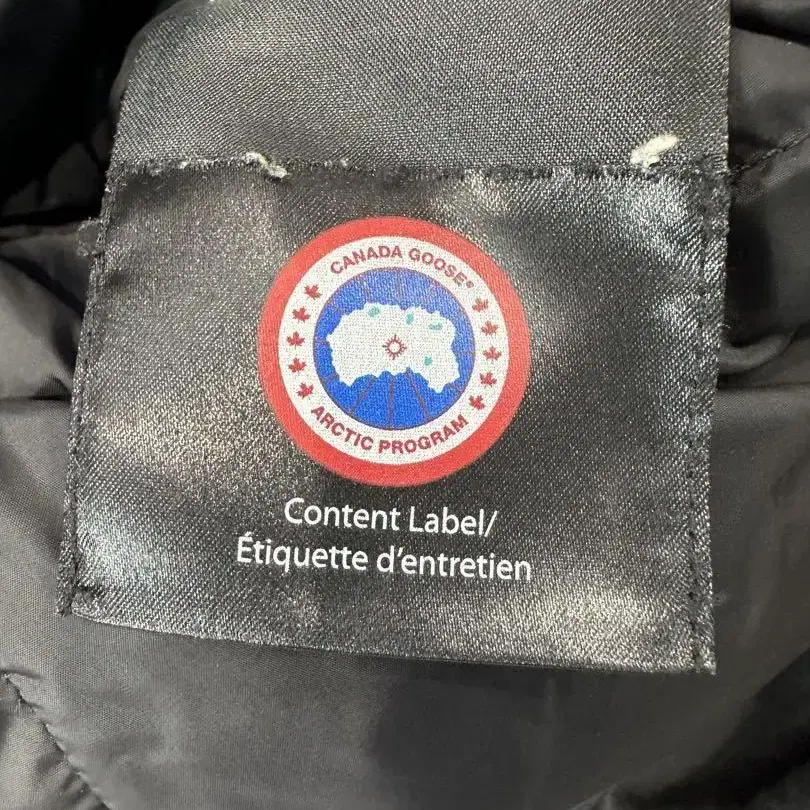 CANADA GOOSE®
ARCTIC PROGRAM
Content Label/
Étiquette d'entretien